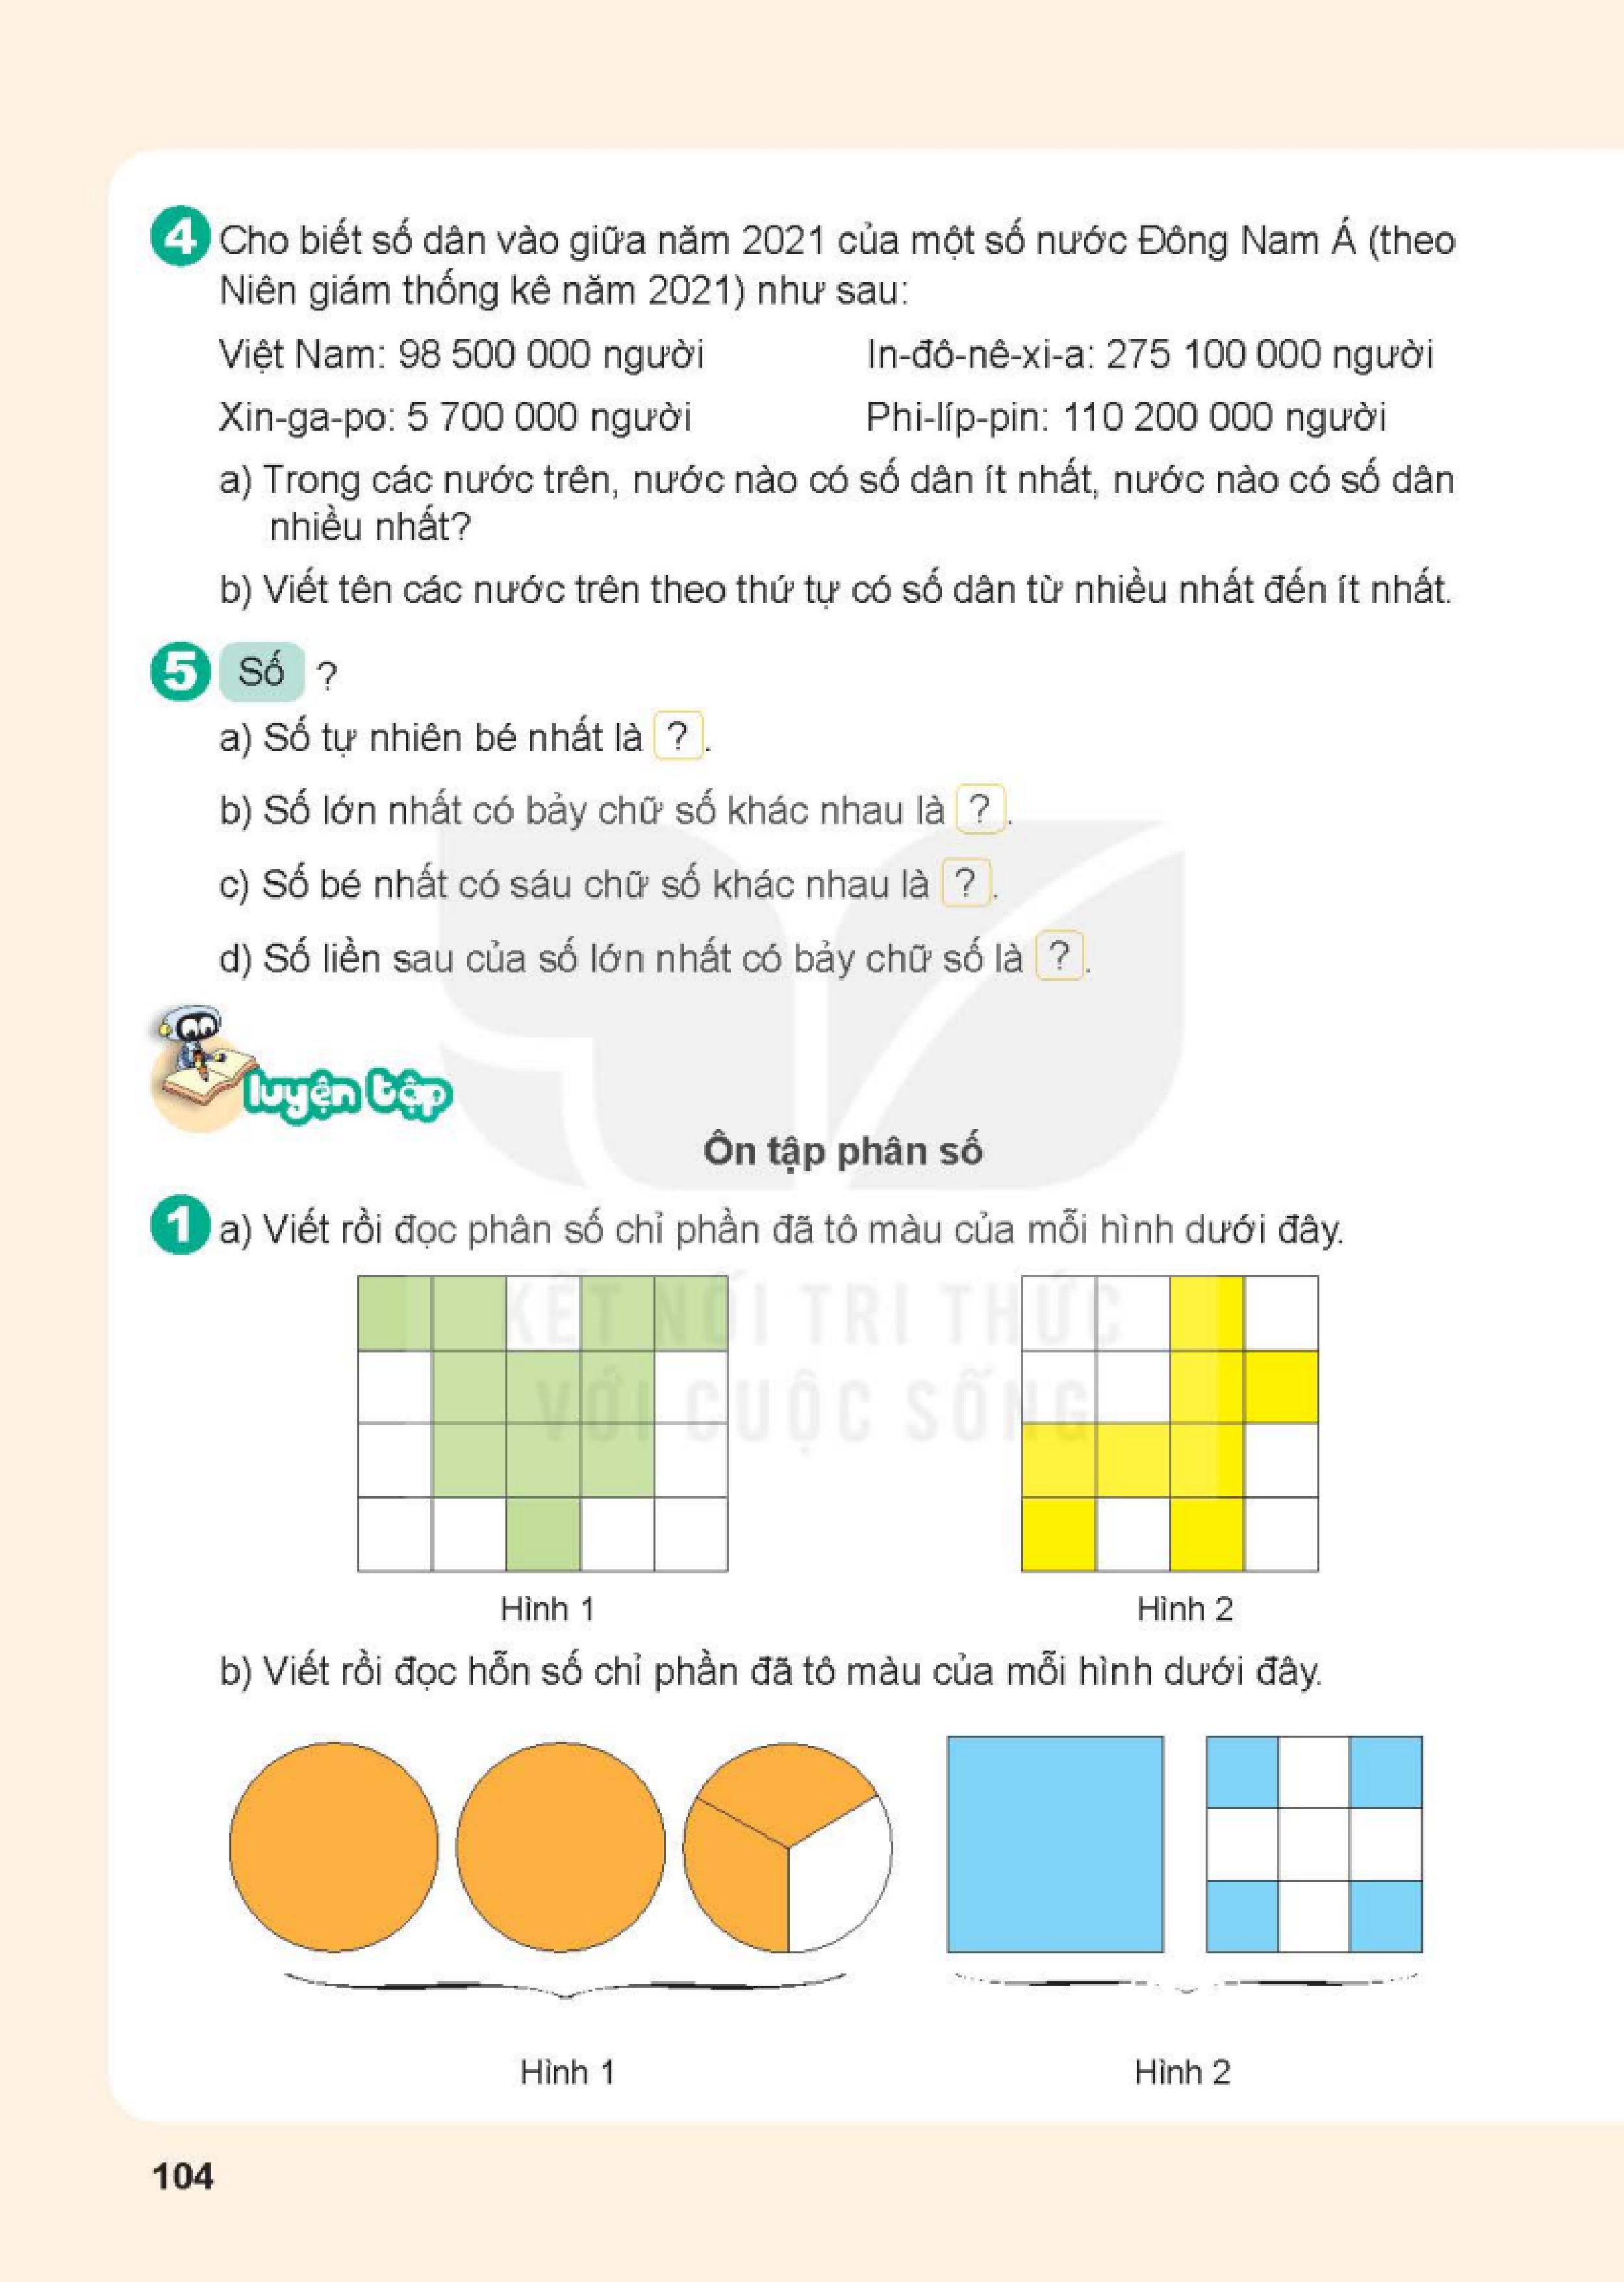 4 Cho biết số dân vào giữa năm 2021 của một số nước Đông Nam Á (theo
Niên giám thống kê năm 2021) như sau:
Việt Nam: 98 500 000 người In-đô-nê-xi-a: 275 100 000 người
Xin-ga-po: 5 700 000 người Phi-líp-pin: 110 200 000 người
a) Trong các nước trên, nước nào có số dân ít nhất, nước nào có số dân
nhiều nhất?
b) Viết tên các nước trên theo thứ tự có số dân từ nhiều nhất đến ít nhất.
5 Số ?
a) Số tự nhiên bé nhất là ?.
b) Số lớn nhất có bảy chữ số khác nhau là ?.
c) Số bé nhất có sáu chữ số khác nhau là ?.
d) Số liền sau của số lớn nhất có bảy chữ số là ?.
luyện tập
Ôn tập phân số
1 a) Viết rồi đọc phân số chỉ phần đã tô màu của mỗi hình dưới đây.
KẾT NỐI TRI THỨC
VỚI CUỘC SỐNG
Hình 1 Hình 2
b) Viết rồi đọc hỗn số chỉ phần đã tô màu của mỗi hình dưới đây.
Hình 1 Hình 2
104